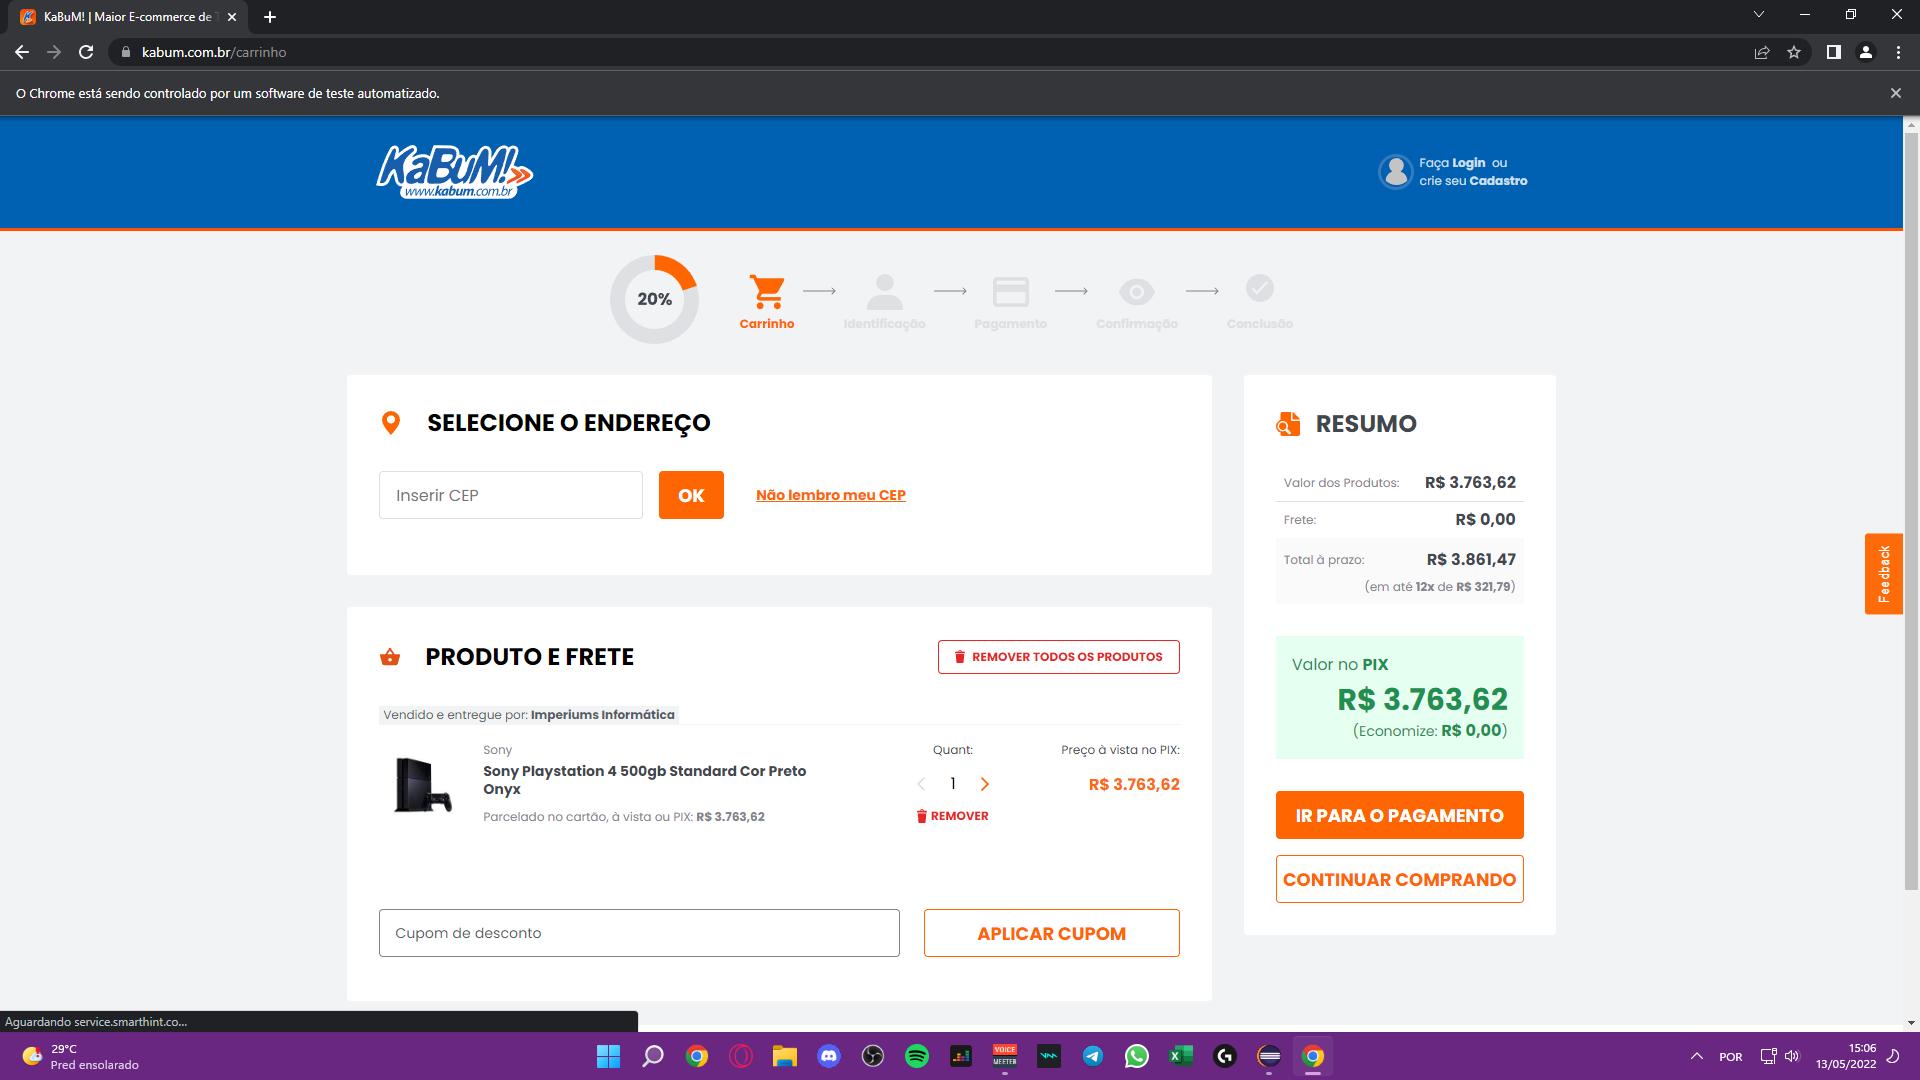 KaBuM! | Maior E-commerce de T
kabum.com.br/carrinho
O Chrome está sendo controlado por um software de teste automatizado.
KaBuM!
www.kabum.com.br
Faça Login ou
crie seu Cadastro
20%
Carrinho
Identificação
Pagamento
Confirmação
Conclusão
SELECIONE O ENDEREÇO
Inserir CEP
OK
Não lembro meu CEP
RESUMO
Valor dos Produtos: R$ 3.763,62
Frete: R$ 0,00
Total à prazo: R$ 3.861,47
(em até 12x de R$ 321,79)
Valor no PIX
R$ 3.763,62
(Economize: R$ 0,00)
IR PARA O PAGAMENTO
CONTINUAR COMPRANDO
Feedback
PRODUTO E FRETE
REMOVER TODOS OS PRODUTOS
Vendido e entregue por: Imperiums Informática
Sony
Sony Playstation 4 500gb Standard Cor Preto
Onyx
Parcelado no cartão, à vista ou PIX: R$ 3.763,62
Quant:
1
REMOVER
Preço à vista no PIX:
R$ 3.763,62
Cupom de desconto
APLICAR CUPOM
Aguardando service.smarthint.co...
29°C
Pred ensolarado
VOICE
MEETER
POR
15:06
13/05/2022